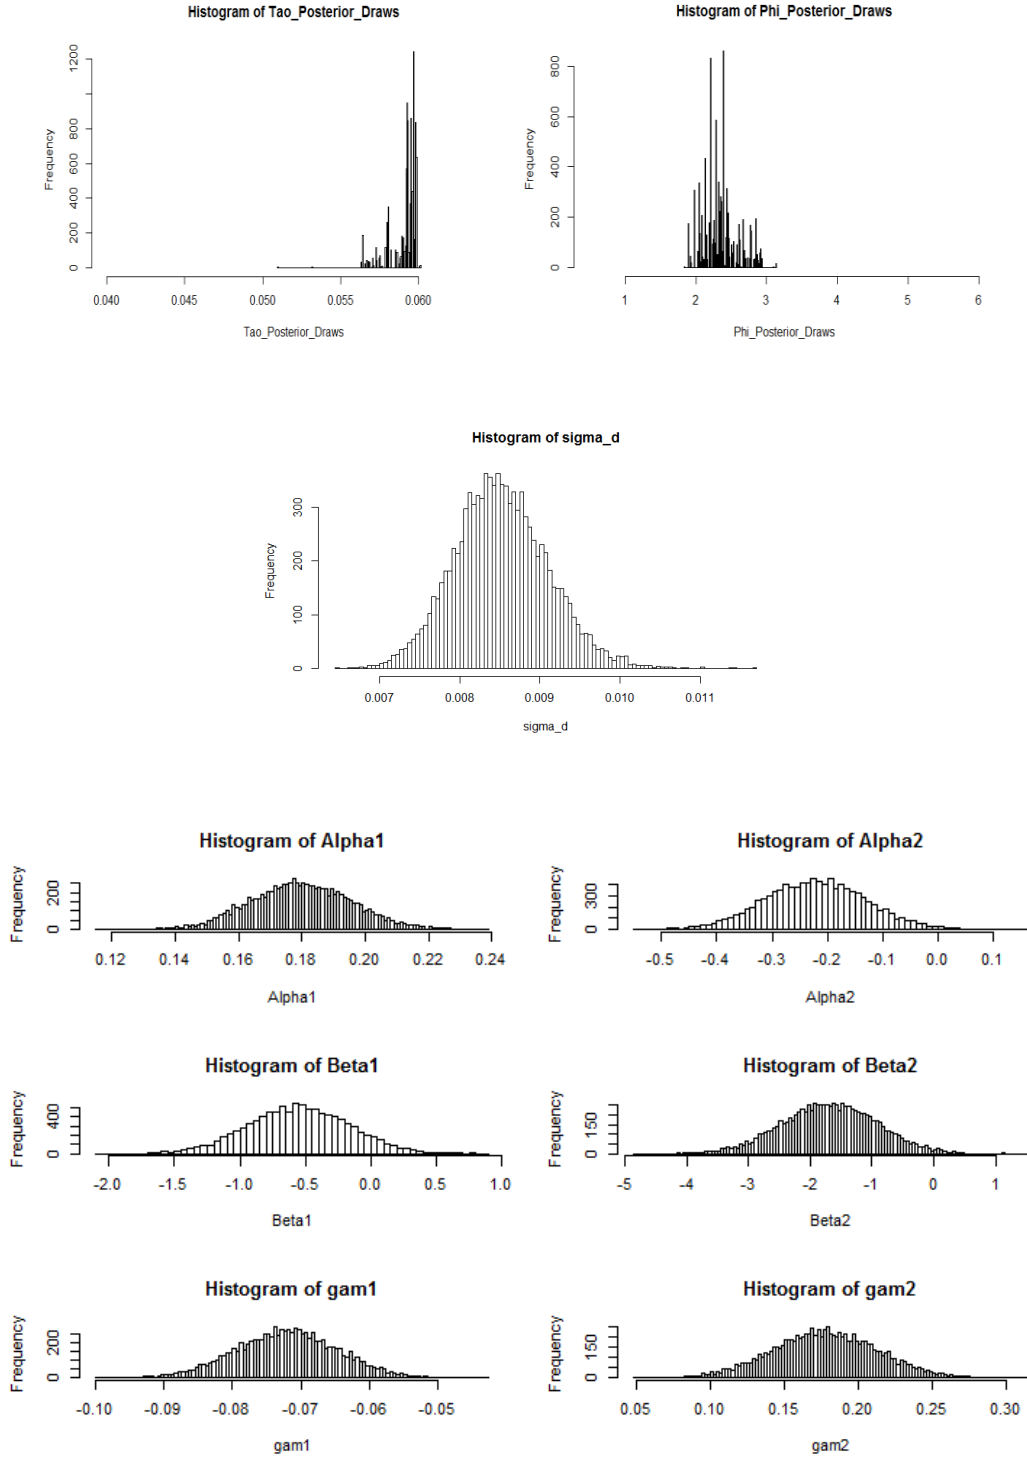 Histogram of Tao_Posterior_Draws
Frequency
0 200 400 600 800 1200
0.040 0.045 0.050 0.055 0.060
Tao_Posterior_Draws
Histogram of Phi_Posterior_Draws
Frequency
0 200 400 600 800
1 2 3 4 5 6
Phi_Posterior_Draws
Histogram of sigma_d
Frequency
0 100 200 300
0.007 0.008 0.009 0.010 0.011
sigma_d
Histogram of Alpha1
Frequency
0 200
0.12 0.14 0.16 0.18 0.20 0.22 0.24
Alpha1
Histogram of Alpha2
Frequency
0 300
-0.5 -0.4 -0.3 -0.2 -0.1 0.0 0.1
Alpha2
Histogram of Beta1
Frequency
0 400
-2.0 -1.5 -1.0 -0.5 0.0 0.5 1.0
Beta1
Histogram of Beta2
Frequency
0 150
-5 -4 -3 -2 -1 0 1
Beta2
Histogram of gam1
Frequency
0 200
-0.10 -0.09 -0.08 -0.07 -0.06 -0.05
gam1
Histogram of gam2
Frequency
0 150
0.05 0.10 0.15 0.20 0.25 0.30
gam2